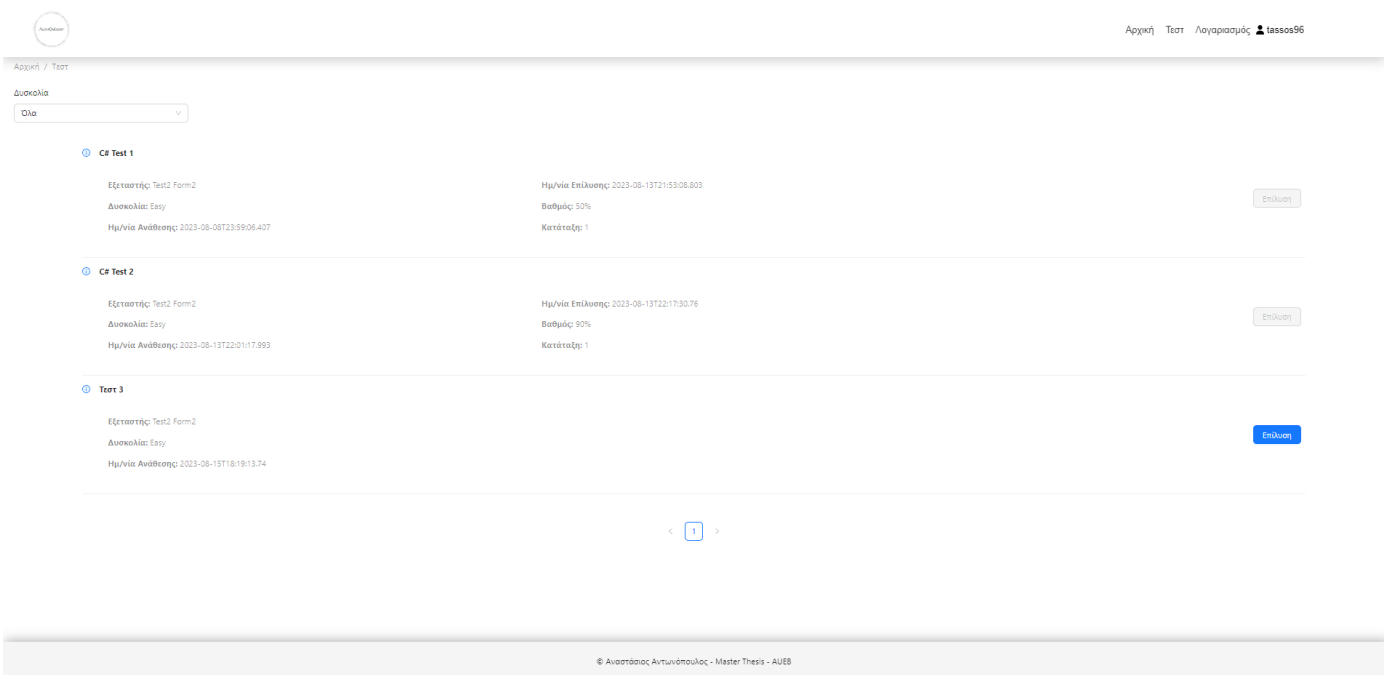 Αρχική Τεστ Λογαριασμός tassos96
Αρχική / Τεστ
Δυσκολία
Όλα
C# Test 1
Εξεταστής: Test2 Form2
Ημ/νία Επίλυσης: 2023-08-13T21:53:08.803
Δυσκολία: Easy
Βαθμός: 50%
Επίλυση
Ημ/νία Ανάθεσης: 2023-08-08T23:59:06.407
Κατάταξη: 1
C# Test 2
Εξεταστής: Test2 Form2
Ημ/νία Επίλυσης: 2023-08-13T22:17:30.76
Δυσκολία: Easy
Βαθμός: 90%
Επίλυση
Ημ/νία Ανάθεσης: 2023-08-13T22:01:17.993
Κατάταξη: 1
Τεστ 3
Εξεταστής: Test2 Form2
Δυσκολία: Easy
Επίλυση
Ημ/νία Ανάθεσης: 2023-08-15T18:19:13.74
< 1 >
© Αναστάσιος Αντωνόπουλος - Master Thesis - AUEB